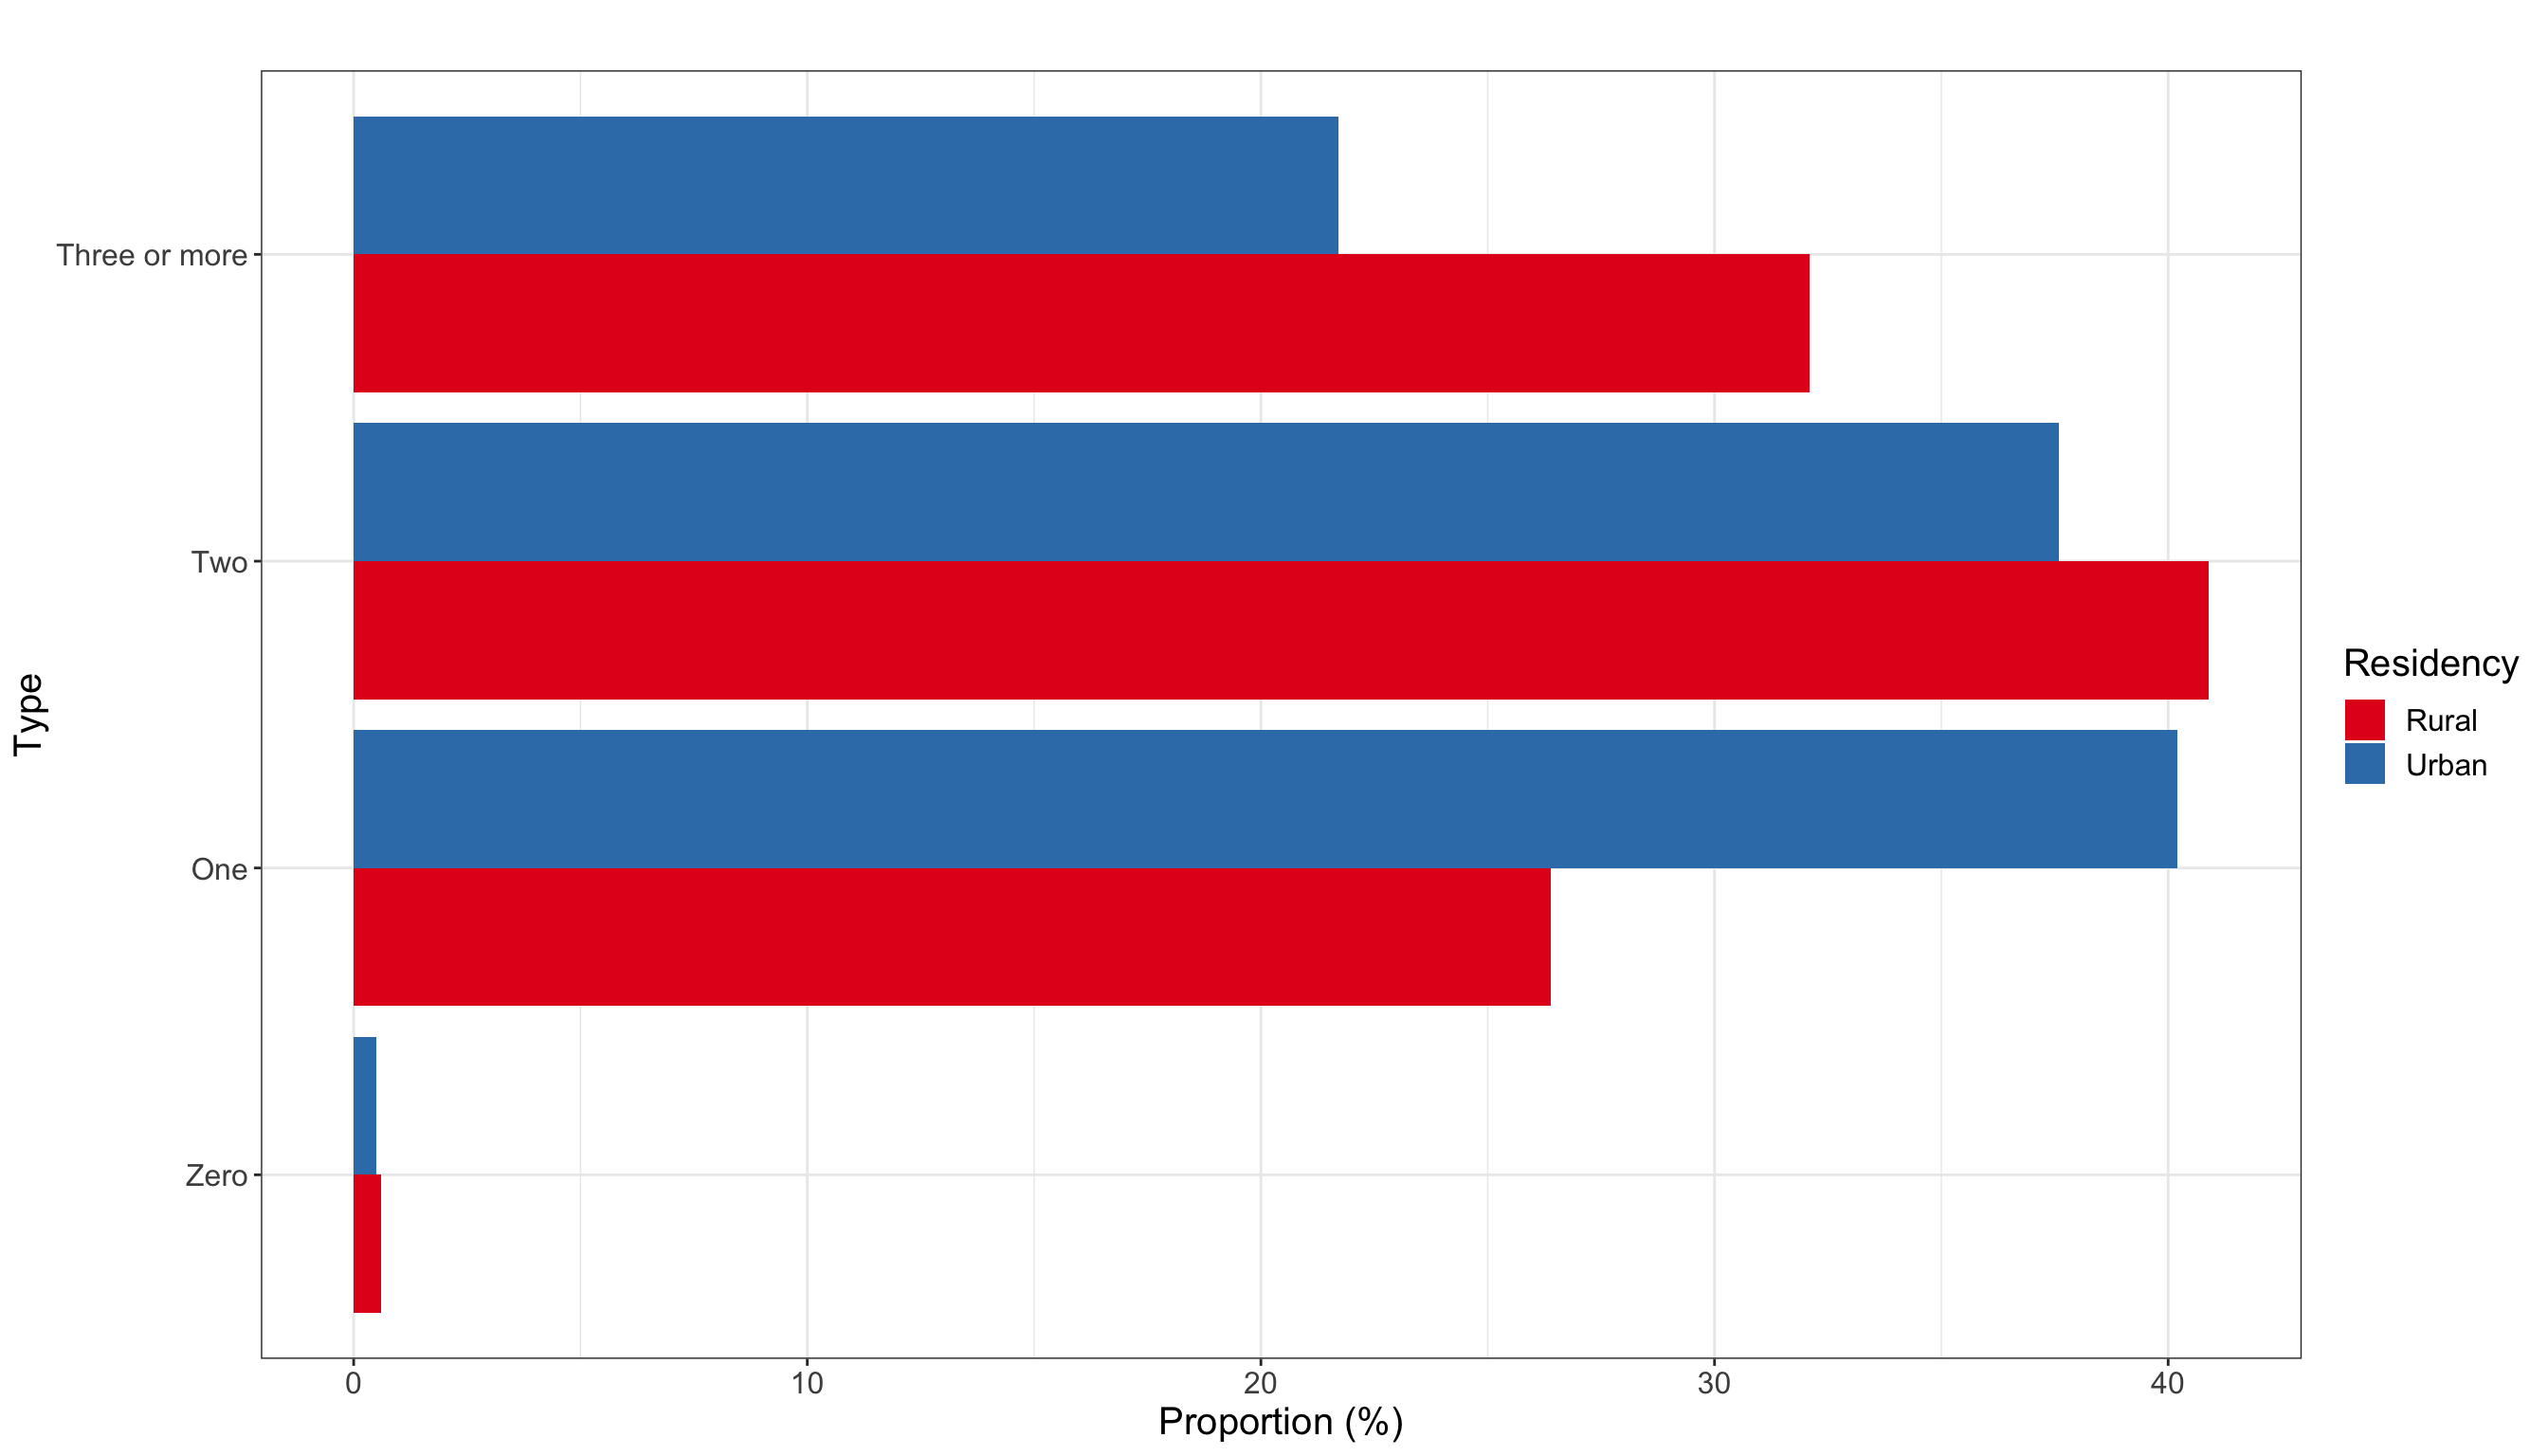 Three or more
Two
One
Zero
Type
0 10 20 30 40
Proportion (%)
Residency
Rural
Urban